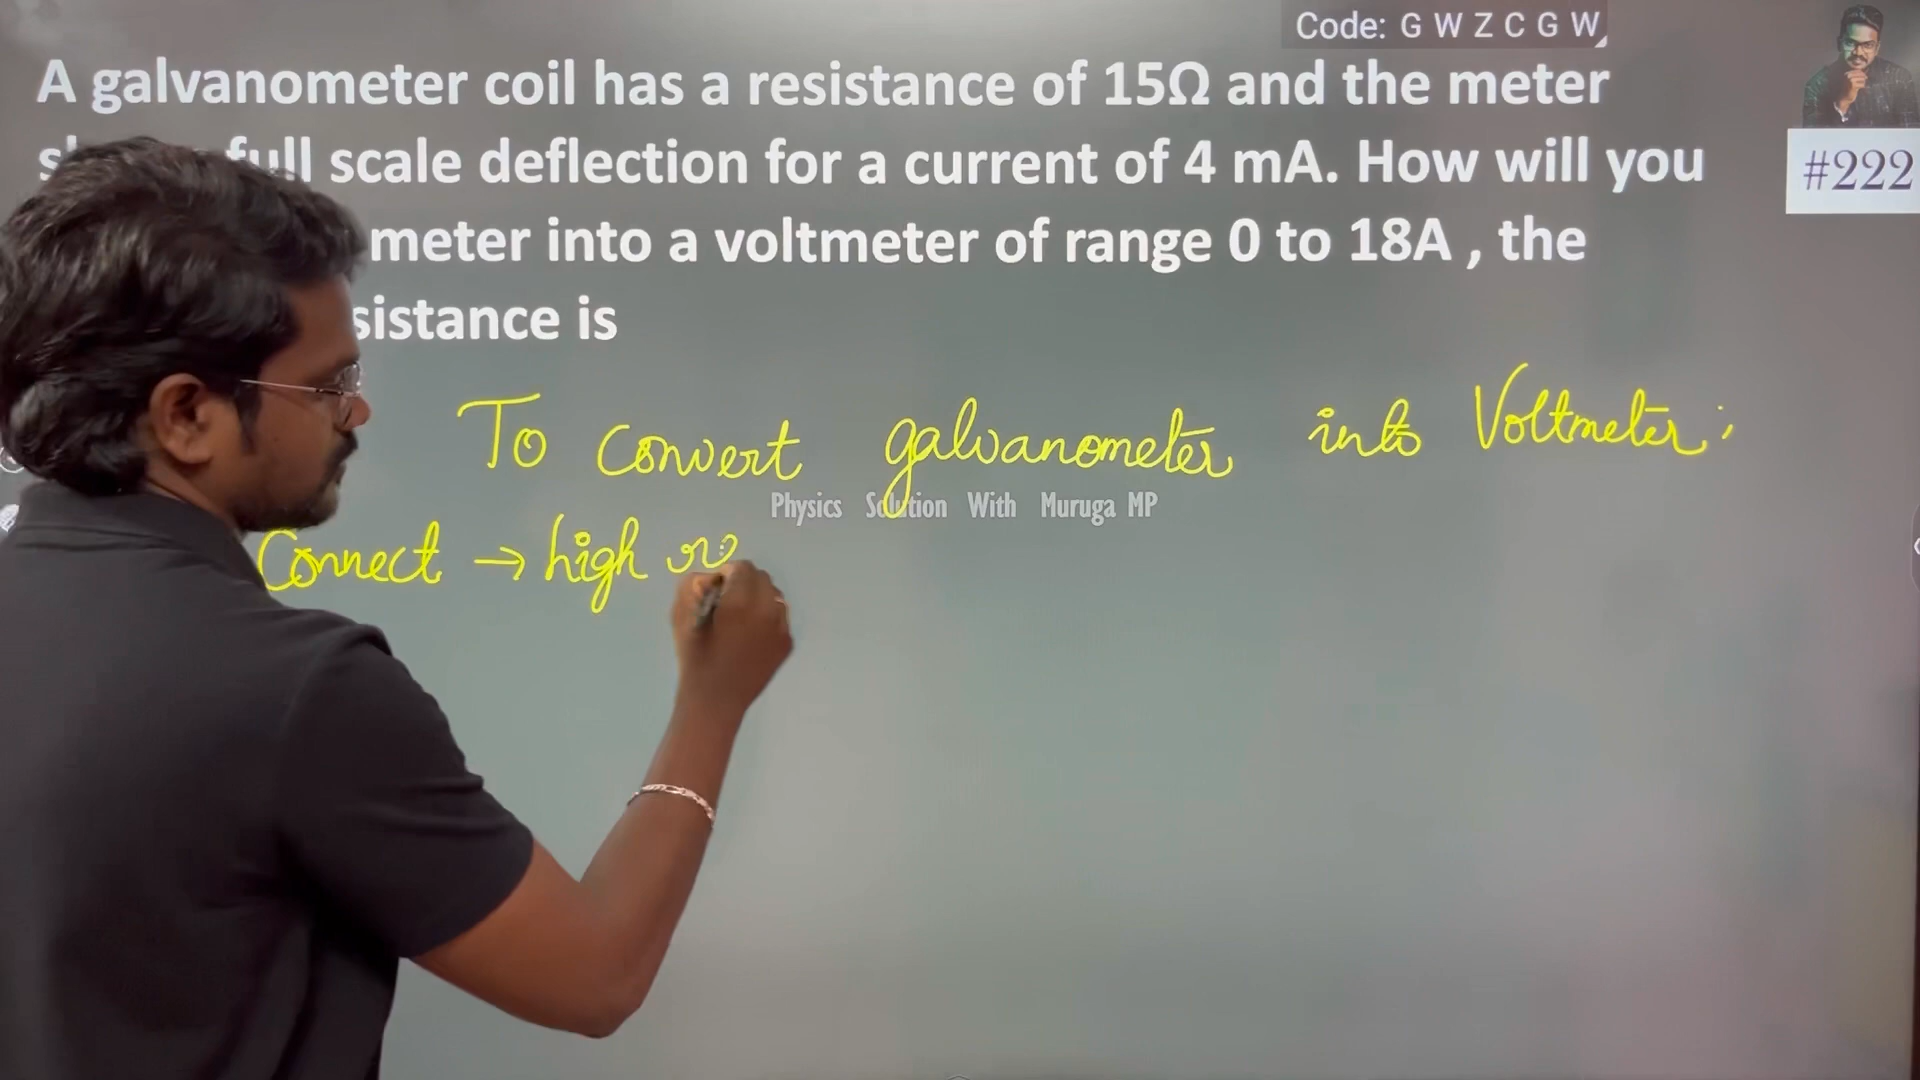 Code: G W Z C G W
A galvanometer coil has a resistance of 15Ω and the meter
full scale deflection for a current of 4 mA. How will you
#222
meter into a voltmeter of range 0 to 18A , the
sistance is
To convert galvanometer into Voltmeter;
Physics Solution With Muruga MP
Connect → high